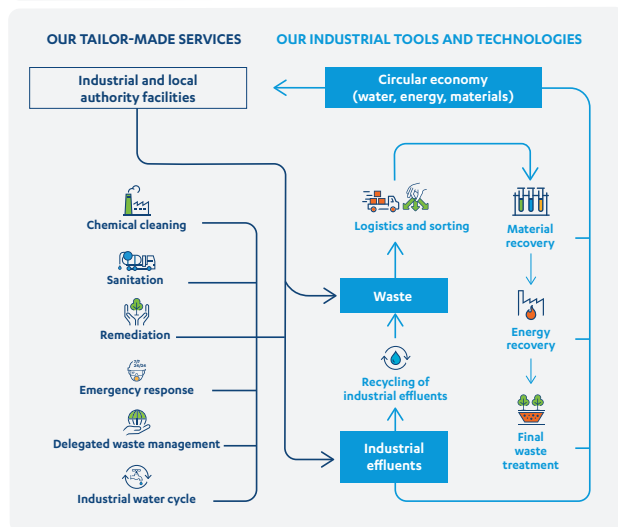 OUR TAILOR-MADE SERVICES
OUR INDUSTRIAL TOOLS AND TECHNOLOGIES
Industrial and local
authority facilities
Circular economy
(water, energy, materials)
Chemical cleaning
Sanitation
Remediation
Emergency response
Delegated waste management
Industrial water cycle
Logistics and sorting
Waste
Recycling of
industrial effluents
Industrial
effluents
Material
recovery
Energy
recovery
Final
waste
treatment